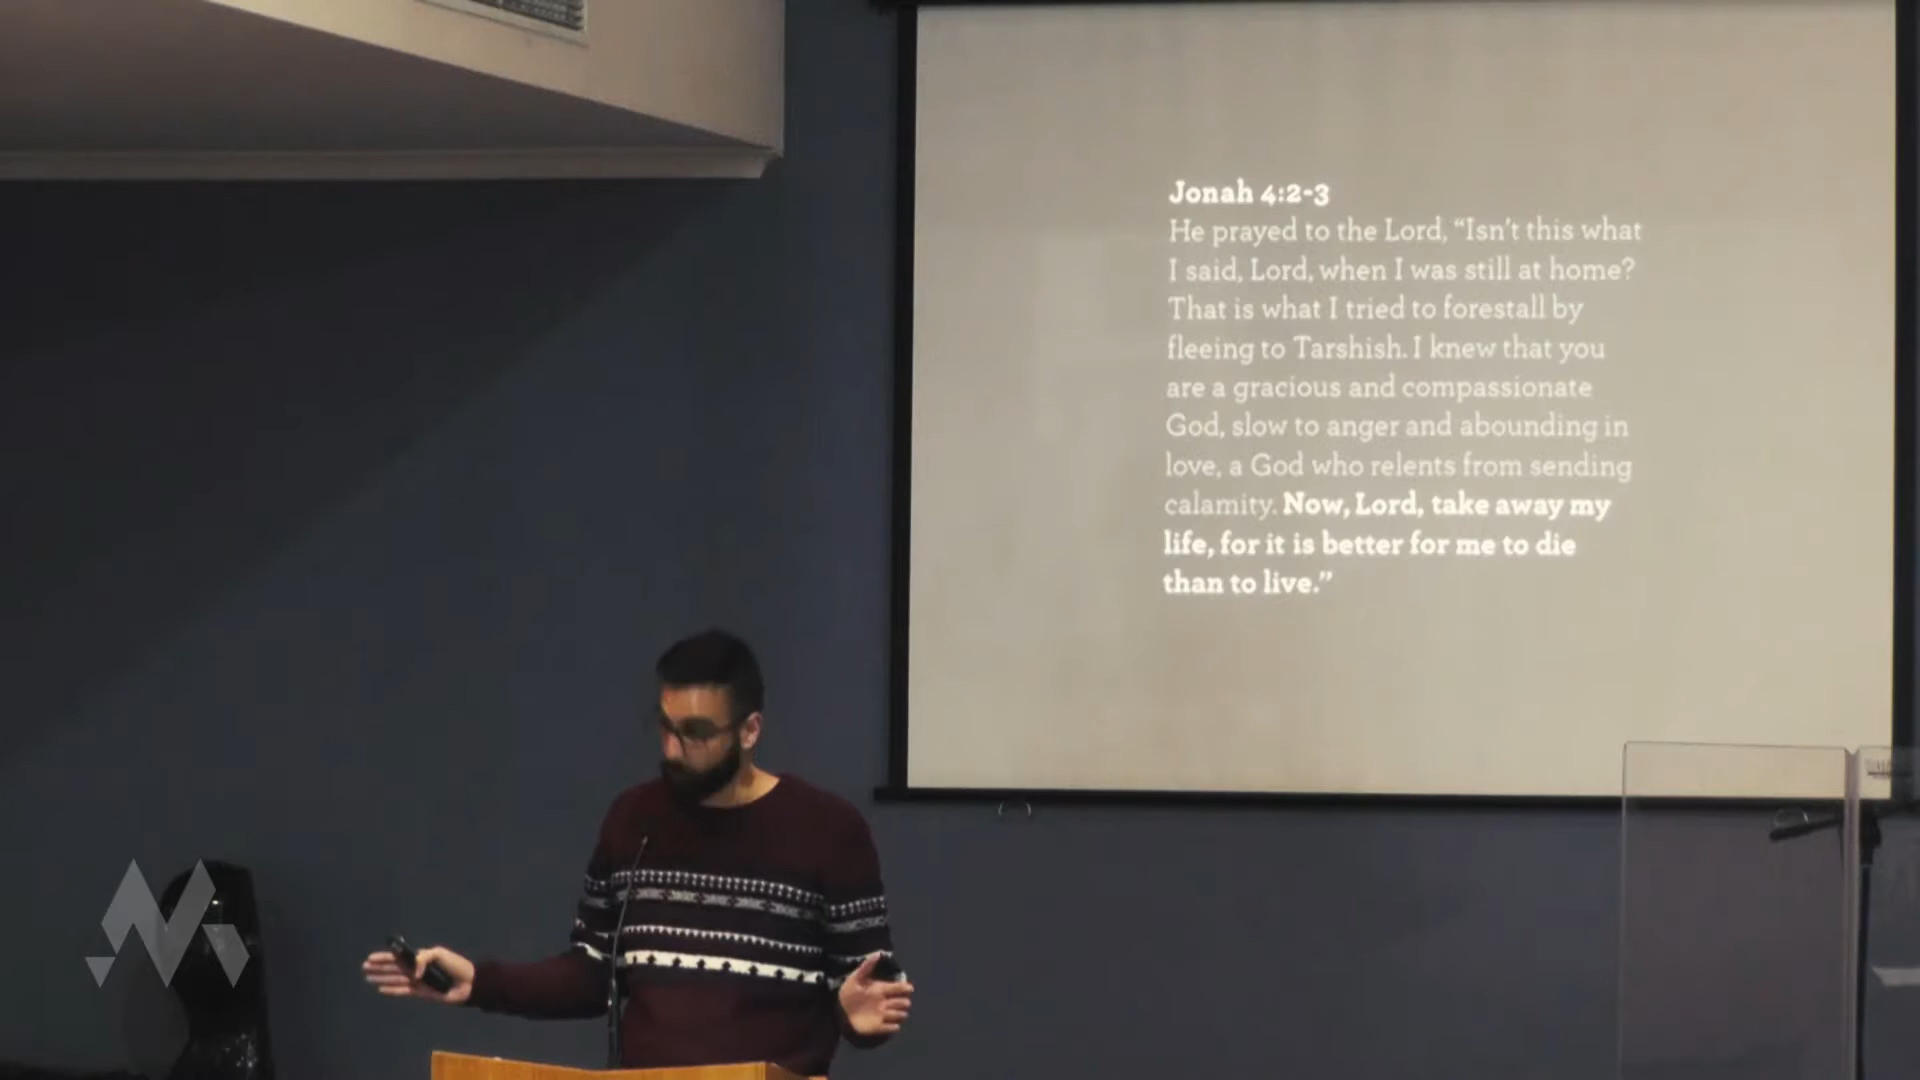 Jonah 4:2-3
He prayed to the Lord, “Isn’t this what
I said, Lord, when I was still at home?
That is what I tried to forestall by
fleeing to Tarshish. I knew that you
are a gracious and compassionate
God, slow to anger and abounding in
love, a God who relents from sending
calamity. Now, Lord, take away my
life, for it is better for me to die
than to live.”